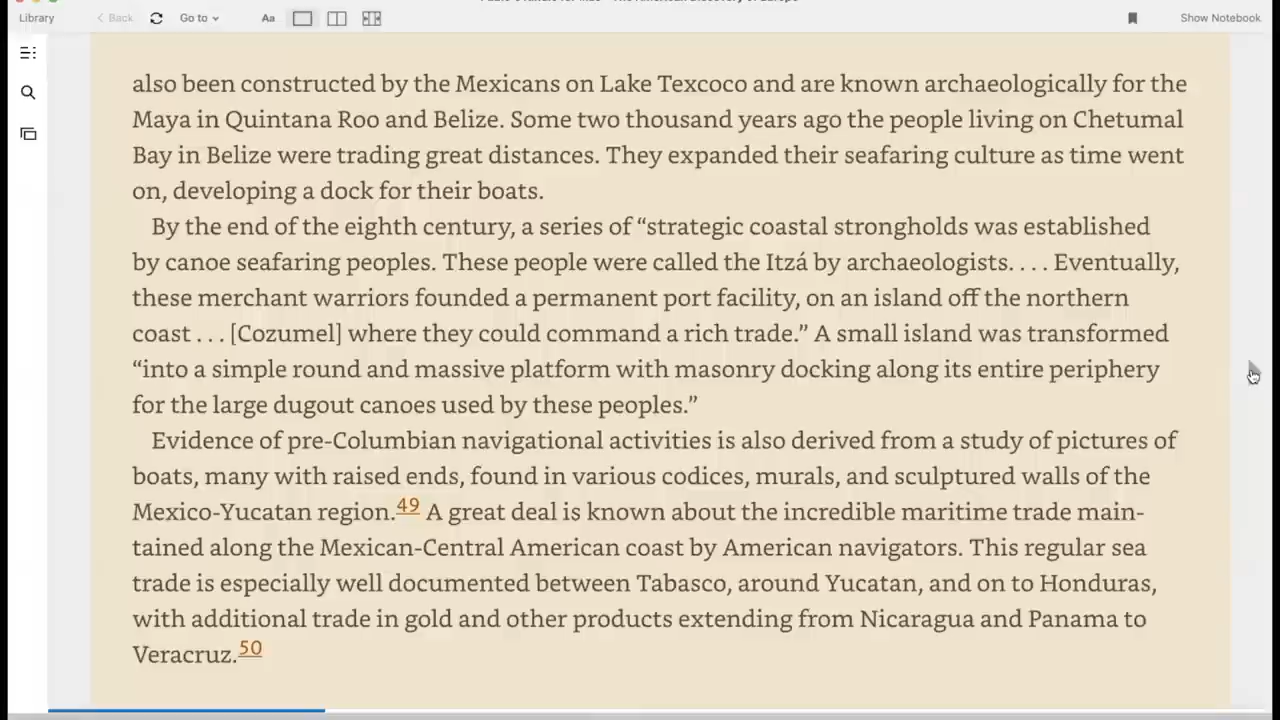 Library
Back
Go to
Aa
Show Notebook
also been constructed by the Mexicans on Lake Texcoco and are known archaeologically for the
Maya in Quintana Roo and Belize. Some two thousand years ago the people living on Chetumal
Bay in Belize were trading great distances. They expanded their seafaring culture as time went
on, developing a dock for their boats.
By the end of the eighth century, a series of “strategic coastal strongholds was established
by canoe seafaring peoples. These people were called the Itzá by archaeologists. . . . Eventually,
these merchant warriors founded a permanent port facility, on an island off the northern
coast . . . [Cozumel] where they could command a rich trade.” A small island was transformed
“into a simple round and massive platform with masonry docking along its entire periphery
for the large dugout canoes used by these peoples.”
Evidence of pre-Columbian navigational activities is also derived from a study of pictures of
boats, many with raised ends, found in various codices, murals, and sculptured walls of the
Mexico-Yucatan region.49 A great deal is known about the incredible maritime trade main-
tained along the Mexican-Central American coast by American navigators. This regular sea
trade is especially well documented between Tabasco, around Yucatan, and on to Honduras,
with additional trade in gold and other products extending from Nicaragua and Panama to
Veracruz.50